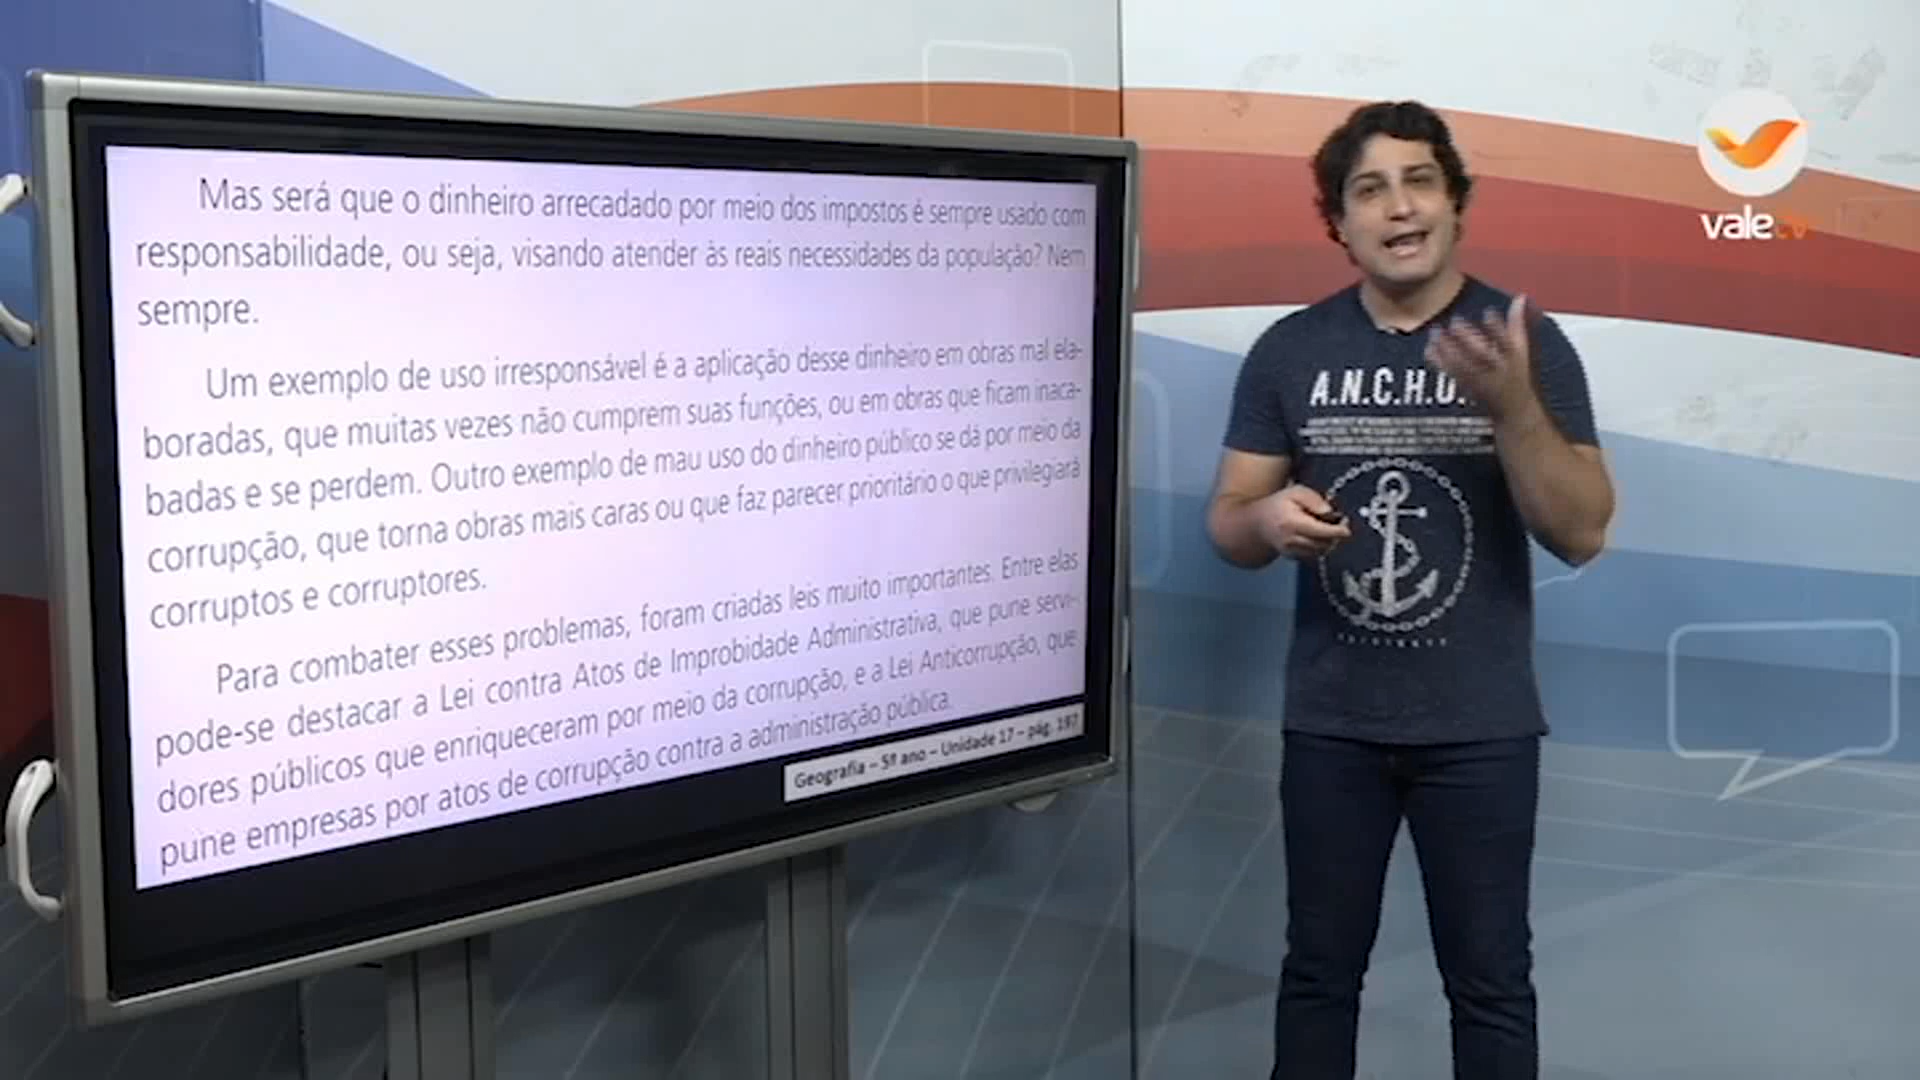 Mas será que o dinheiro arrecadado por meio dos impostos é sempre usado com
responsabilidade, ou seja, visando atender às reais necessidades da população? Nem
sempre.
Um exemplo de uso irresponsável é a aplicação desse dinheiro em obras mal ela-
boradas, que muitas vezes não cumprem suas funções, ou em obras que ficam inaca-
badas e se perdem. Outro exemplo de mau uso do dinheiro público se dá por meio da
corrupção, que torna obras mais caras ou que faz parecer prioritário o que privilegiará
corruptos e corruptores.
Para combater esses problemas, foram criadas leis muito importantes. Entre elas
pode-se destacar a Lei contra Atos de Improbidade Administrativa, que pune servi-
dores públicos que enriqueceram por meio da corrupção, e a Lei Anticorrupção, que
pune empresas por atos de corrupção contra a administração pública.
Geografia – 5º ano – Unidade 17 – pág. 197
vale tv
A.N.C.H.O.